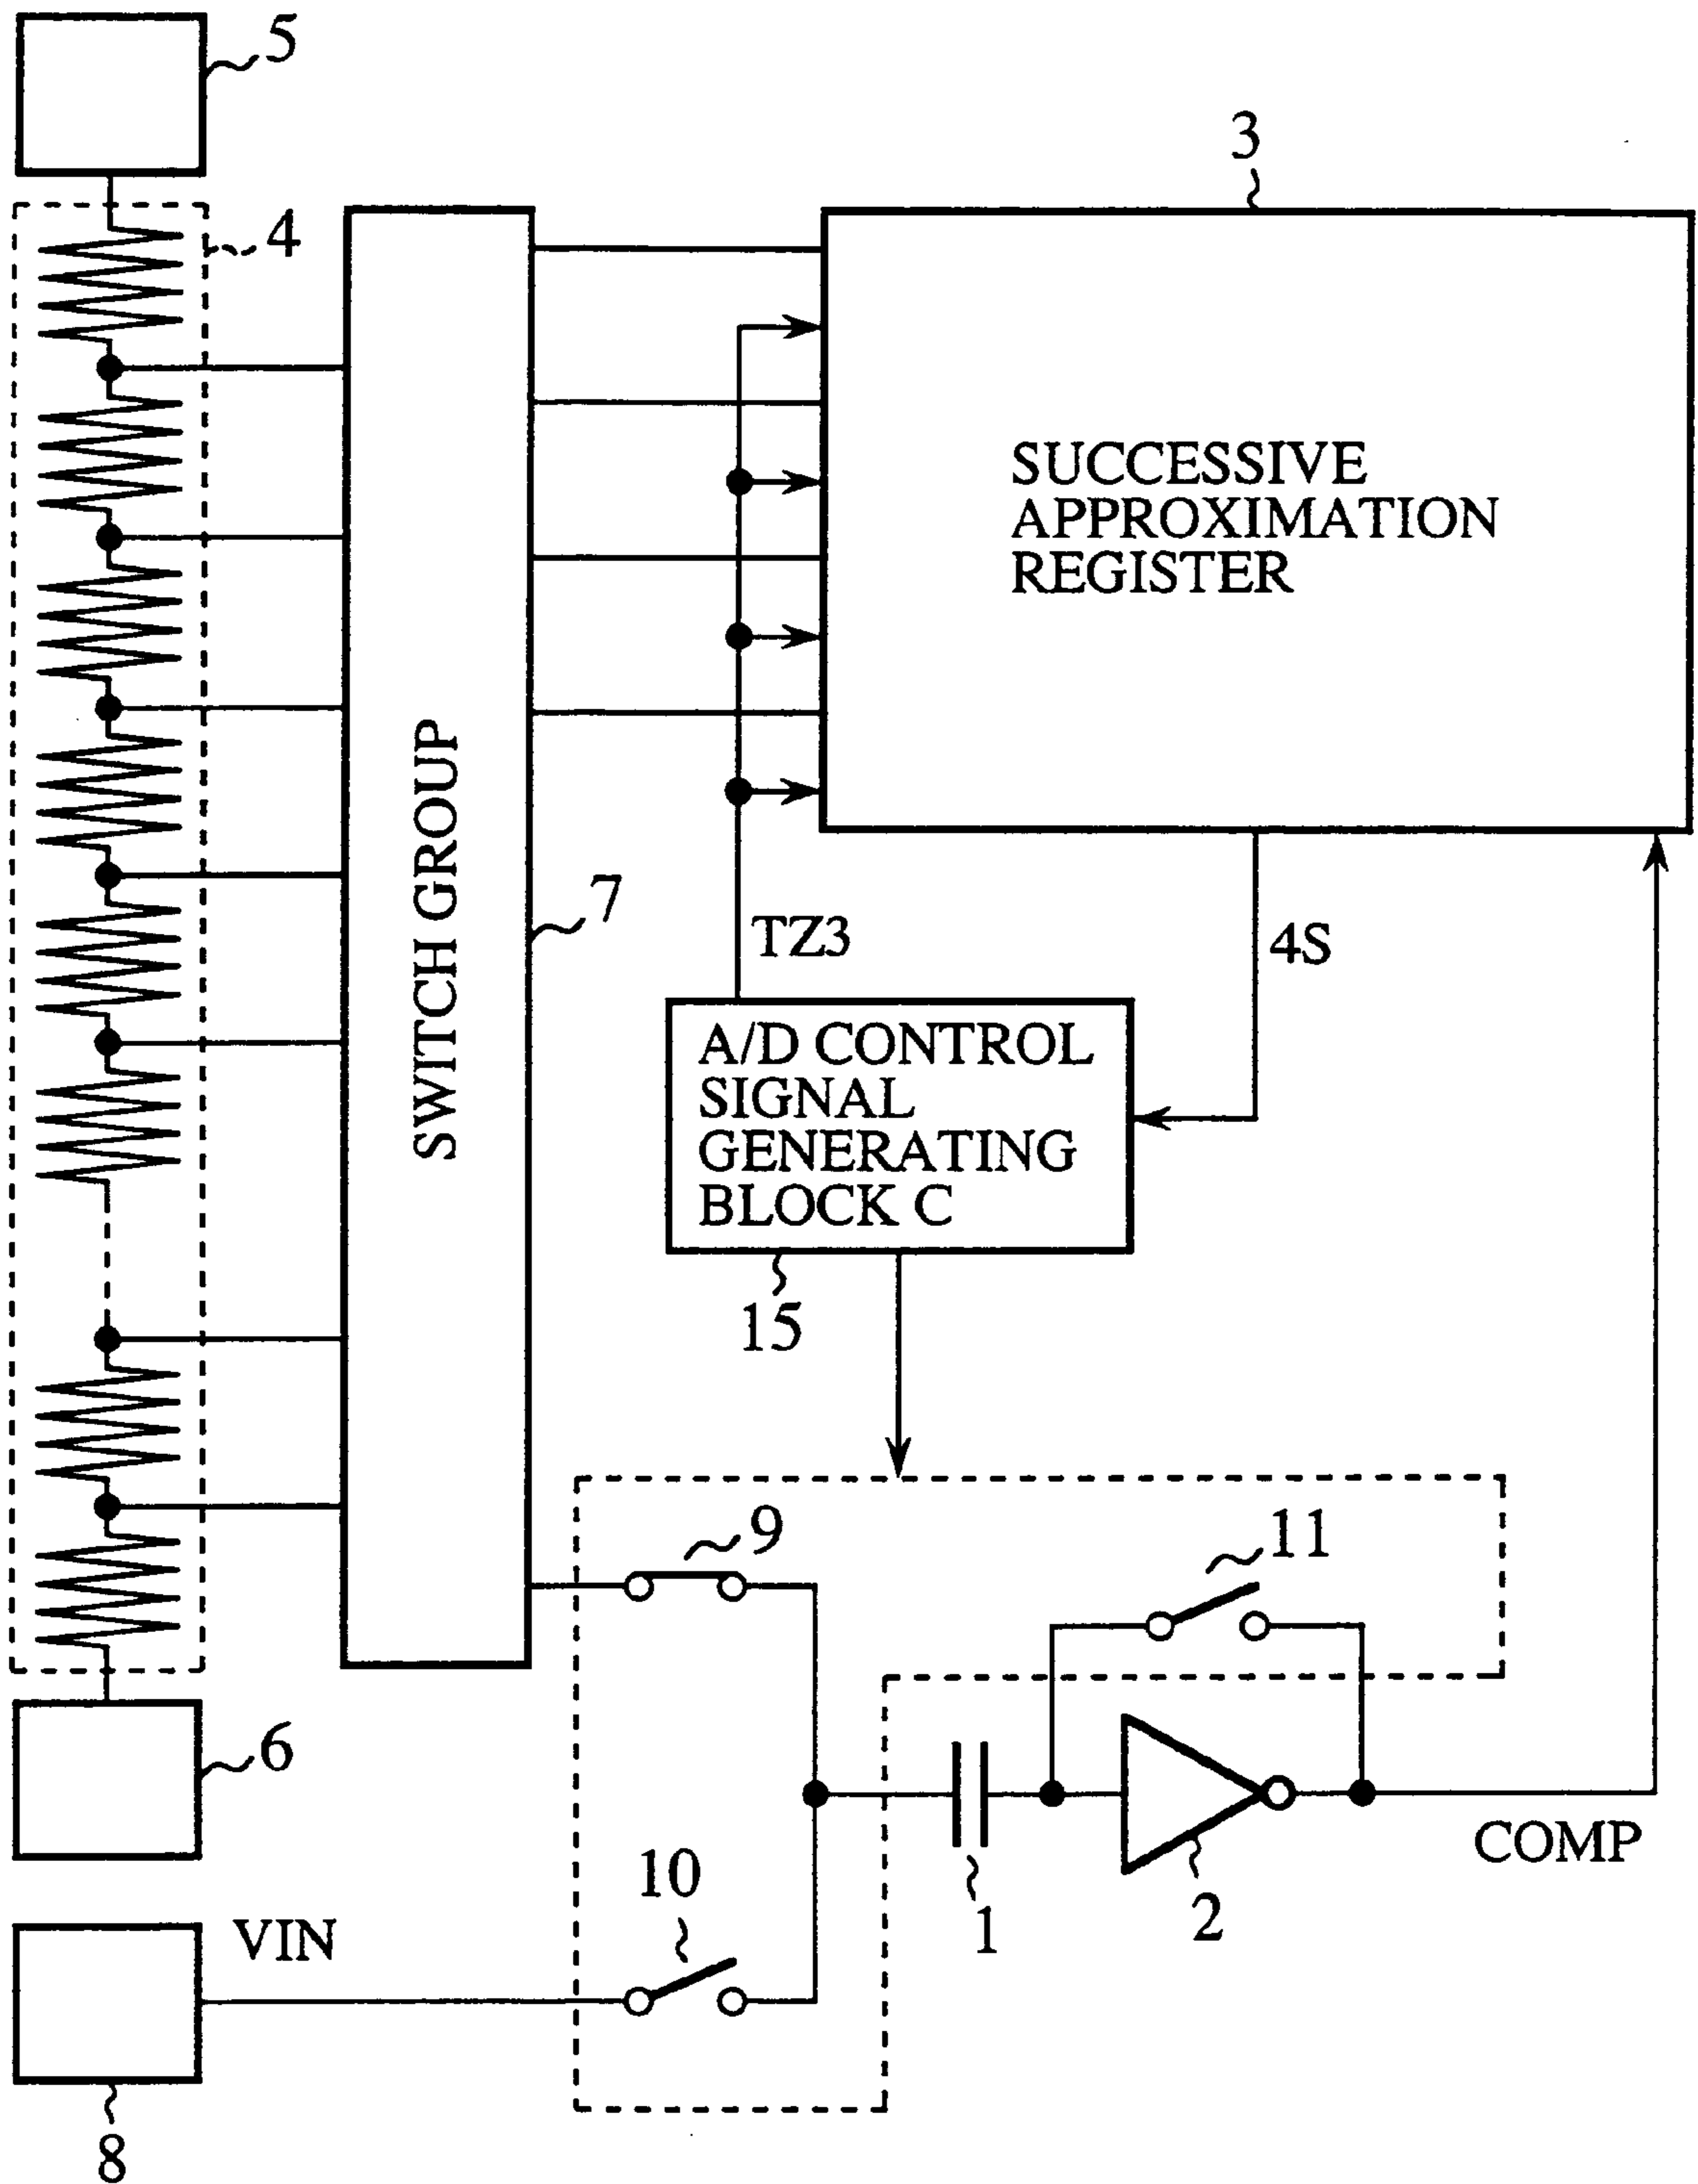 5
3
4
SUCCESSIVE
APPROXIMATION
REGISTER
SWITCH GROUP
7
TZ3
4S
A/D CONTROL
SIGNAL
GENERATING
BLOCK C
15
9
11
6
10
1
2
COMP
VIN
8